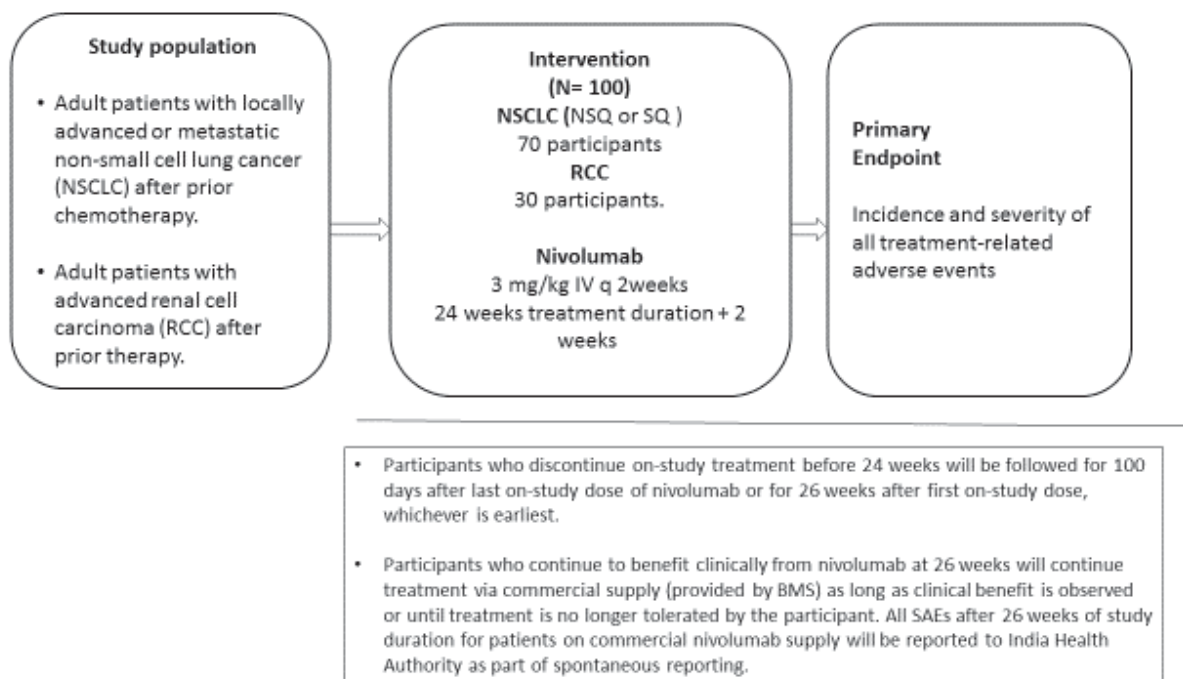 Study population
• Adult patients with locally
advanced or metastatic
non-small cell lung cancer
(NSCLC) after prior
chemotherapy.
• Adult patients with
advanced renal cell
carcinoma (RCC) after
prior therapy.
Intervention
(N= 100)
NSCLC (NSQ or SQ )
70 participants
RCC
30 participants.
Nivolumab
3 mg/kg IV q 2weeks
24 weeks treatment duration + 2
weeks
Primary
Endpoint
Incidence and severity of
all treatment-related
adverse events
• Participants who discontinue on-study treatment before 24 weeks will be followed for 100
days after last on-study dose of nivolumab or for 26 weeks after first on-study dose,
whichever is earliest.
• Participants who continue to benefit clinically from nivolumab at 26 weeks will continue
treatment via commercial supply (provided by BMS) as long as clinical benefit is observed
or until treatment is no longer tolerated by the participant. All SAEs after 26 weeks of study
duration for patients on commercial nivolumab supply will be reported to India Health
Authority as part of spontaneous reporting.